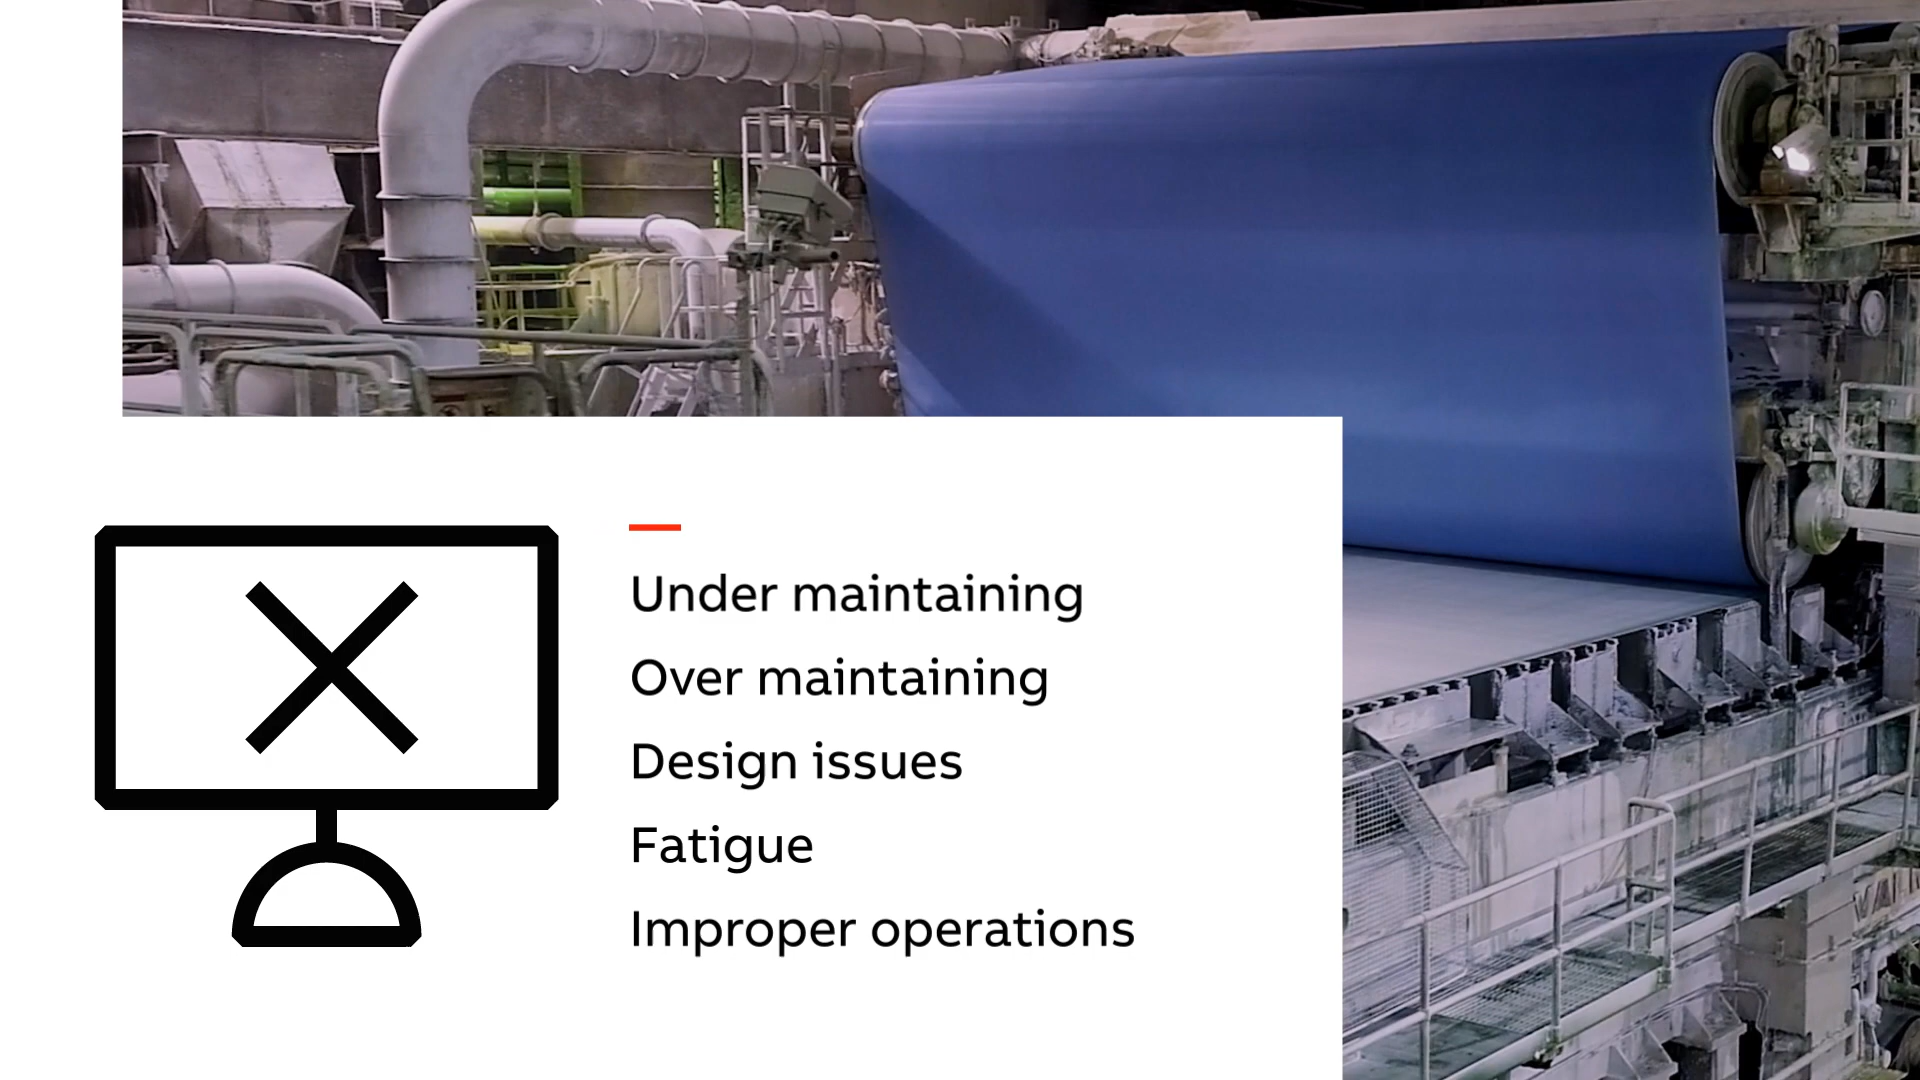 Under maintaining
Over maintaining
Design issues
Fatigue
Improper operations